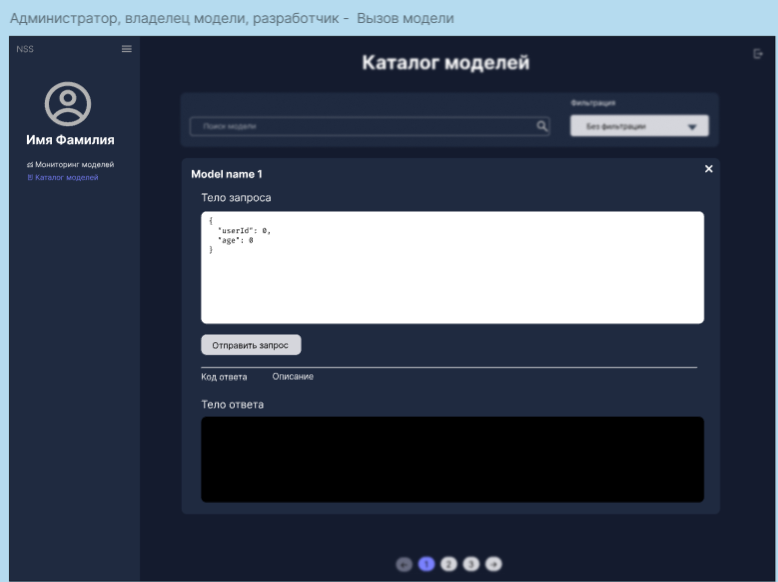 Администратор, владелец модели, разработчик - Вызов модели
NSS
Каталог моделей
Имя Фамилия
Мониторинг моделей
Каталог моделей
Фильтрация
Поиск модели
Без фильтрации
Model name 1
Тело запроса
{
"userId": 0,
"age": 0
}
Отправить запрос
Код ответа Описание
Тело ответа
1 2 3